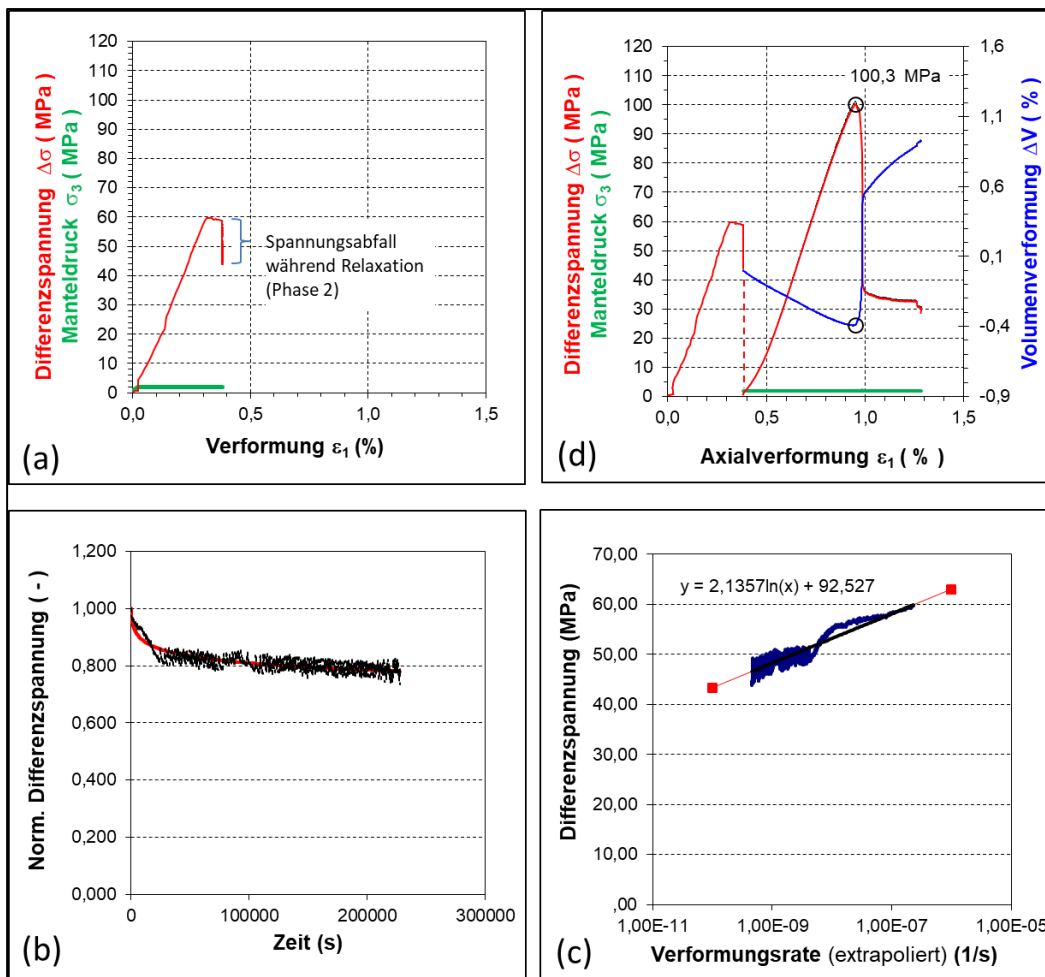 Differenzspannung Δσ (MPa)
Manteldruck σ₃ (MPa)
120
110
100
90
80
70
60
50
40
30
20
10
0
0,0
0,5
1,0
1,5
Spannungsabfall
während Relaxation
(Phase 2)
Verformung ε₁ (%)
(a)
Differenzspannung Δσ ( MPa)
Manteldruck σ₃ ( MPa)
120
110
100
90
80
70
60
50
40
30
20
10
0
0,0
0,5
1,0
1,5
100,3 MPa
1,6
1,1
0,6
0,1
-0,4
-0,9
Volumenverformung ΔV ( % )
Axialverformung ε₁ ( % )
(d)
Norm. Differenzspannung ( - )
1,200
1,000
0,800
0,600
0,400
0,200
0,000
0
100000
200000
300000
Zeit (s)
(b)
Differenzspannung (MPa)
70,00
60,00
50,00
40,00
30,00
20,00
10,00
,00
y = 2,1357ln(x) + 92,527
1,00E-11
1,00E-09
1,00E-07
1,00E-05
Verformungsrate (extrapoliert) (1/s)
(c)